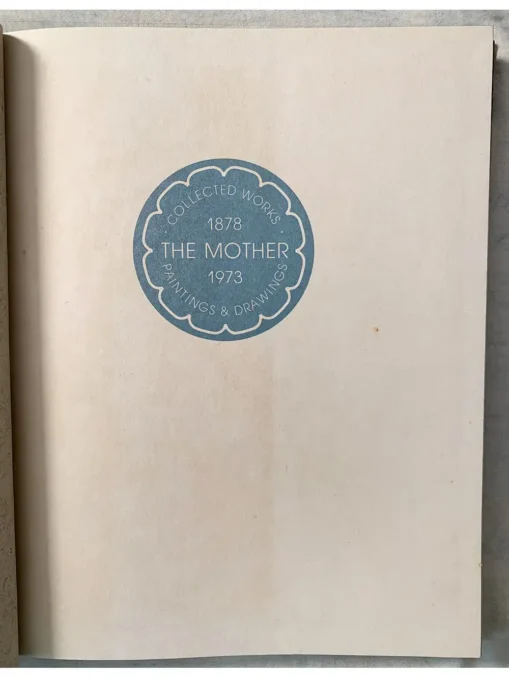 · COLLECTED WORKS ·
1878
THE MOTHER
1973
PAINTINGS & DRAWINGS